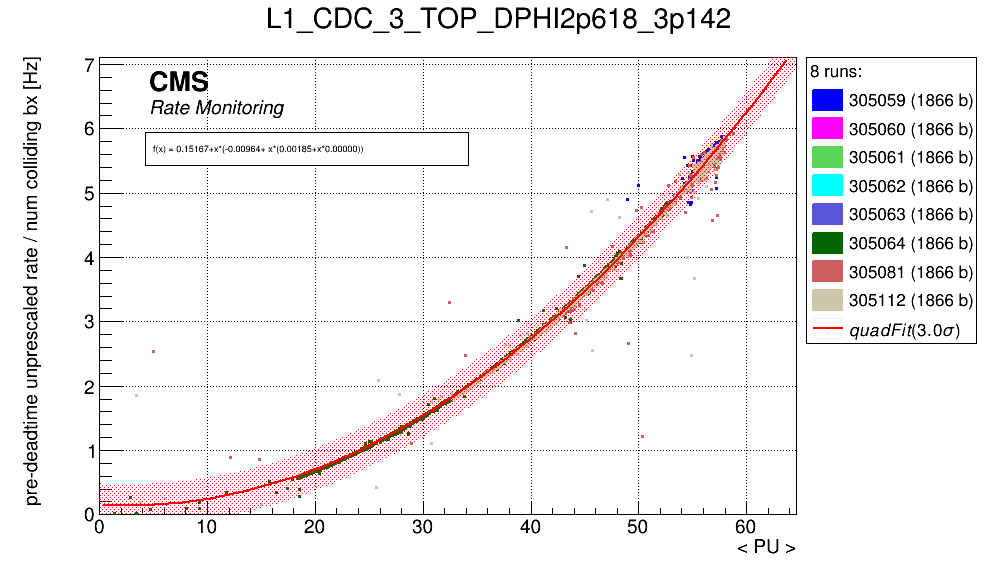 L1_CDC_3_TOP_DPHI2p618_3p142
pre-deadtime unprescaled rate / num colliding bx [Hz]
CMS
Rate Monitoring
f(x) = 0.15167+x*(-0.00964+ x*(0.00185+x*0.00000))
7
6
5
4
3
2
1
0
0 10 20 30 40 50 60
< PU >
8 runs:
305059 (1866 b)
305060 (1866 b)
305061 (1866 b)
305062 (1866 b)
305063 (1866 b)
305064 (1866 b)
305081 (1866 b)
305112 (1866 b)
quadFit(3.0σ)